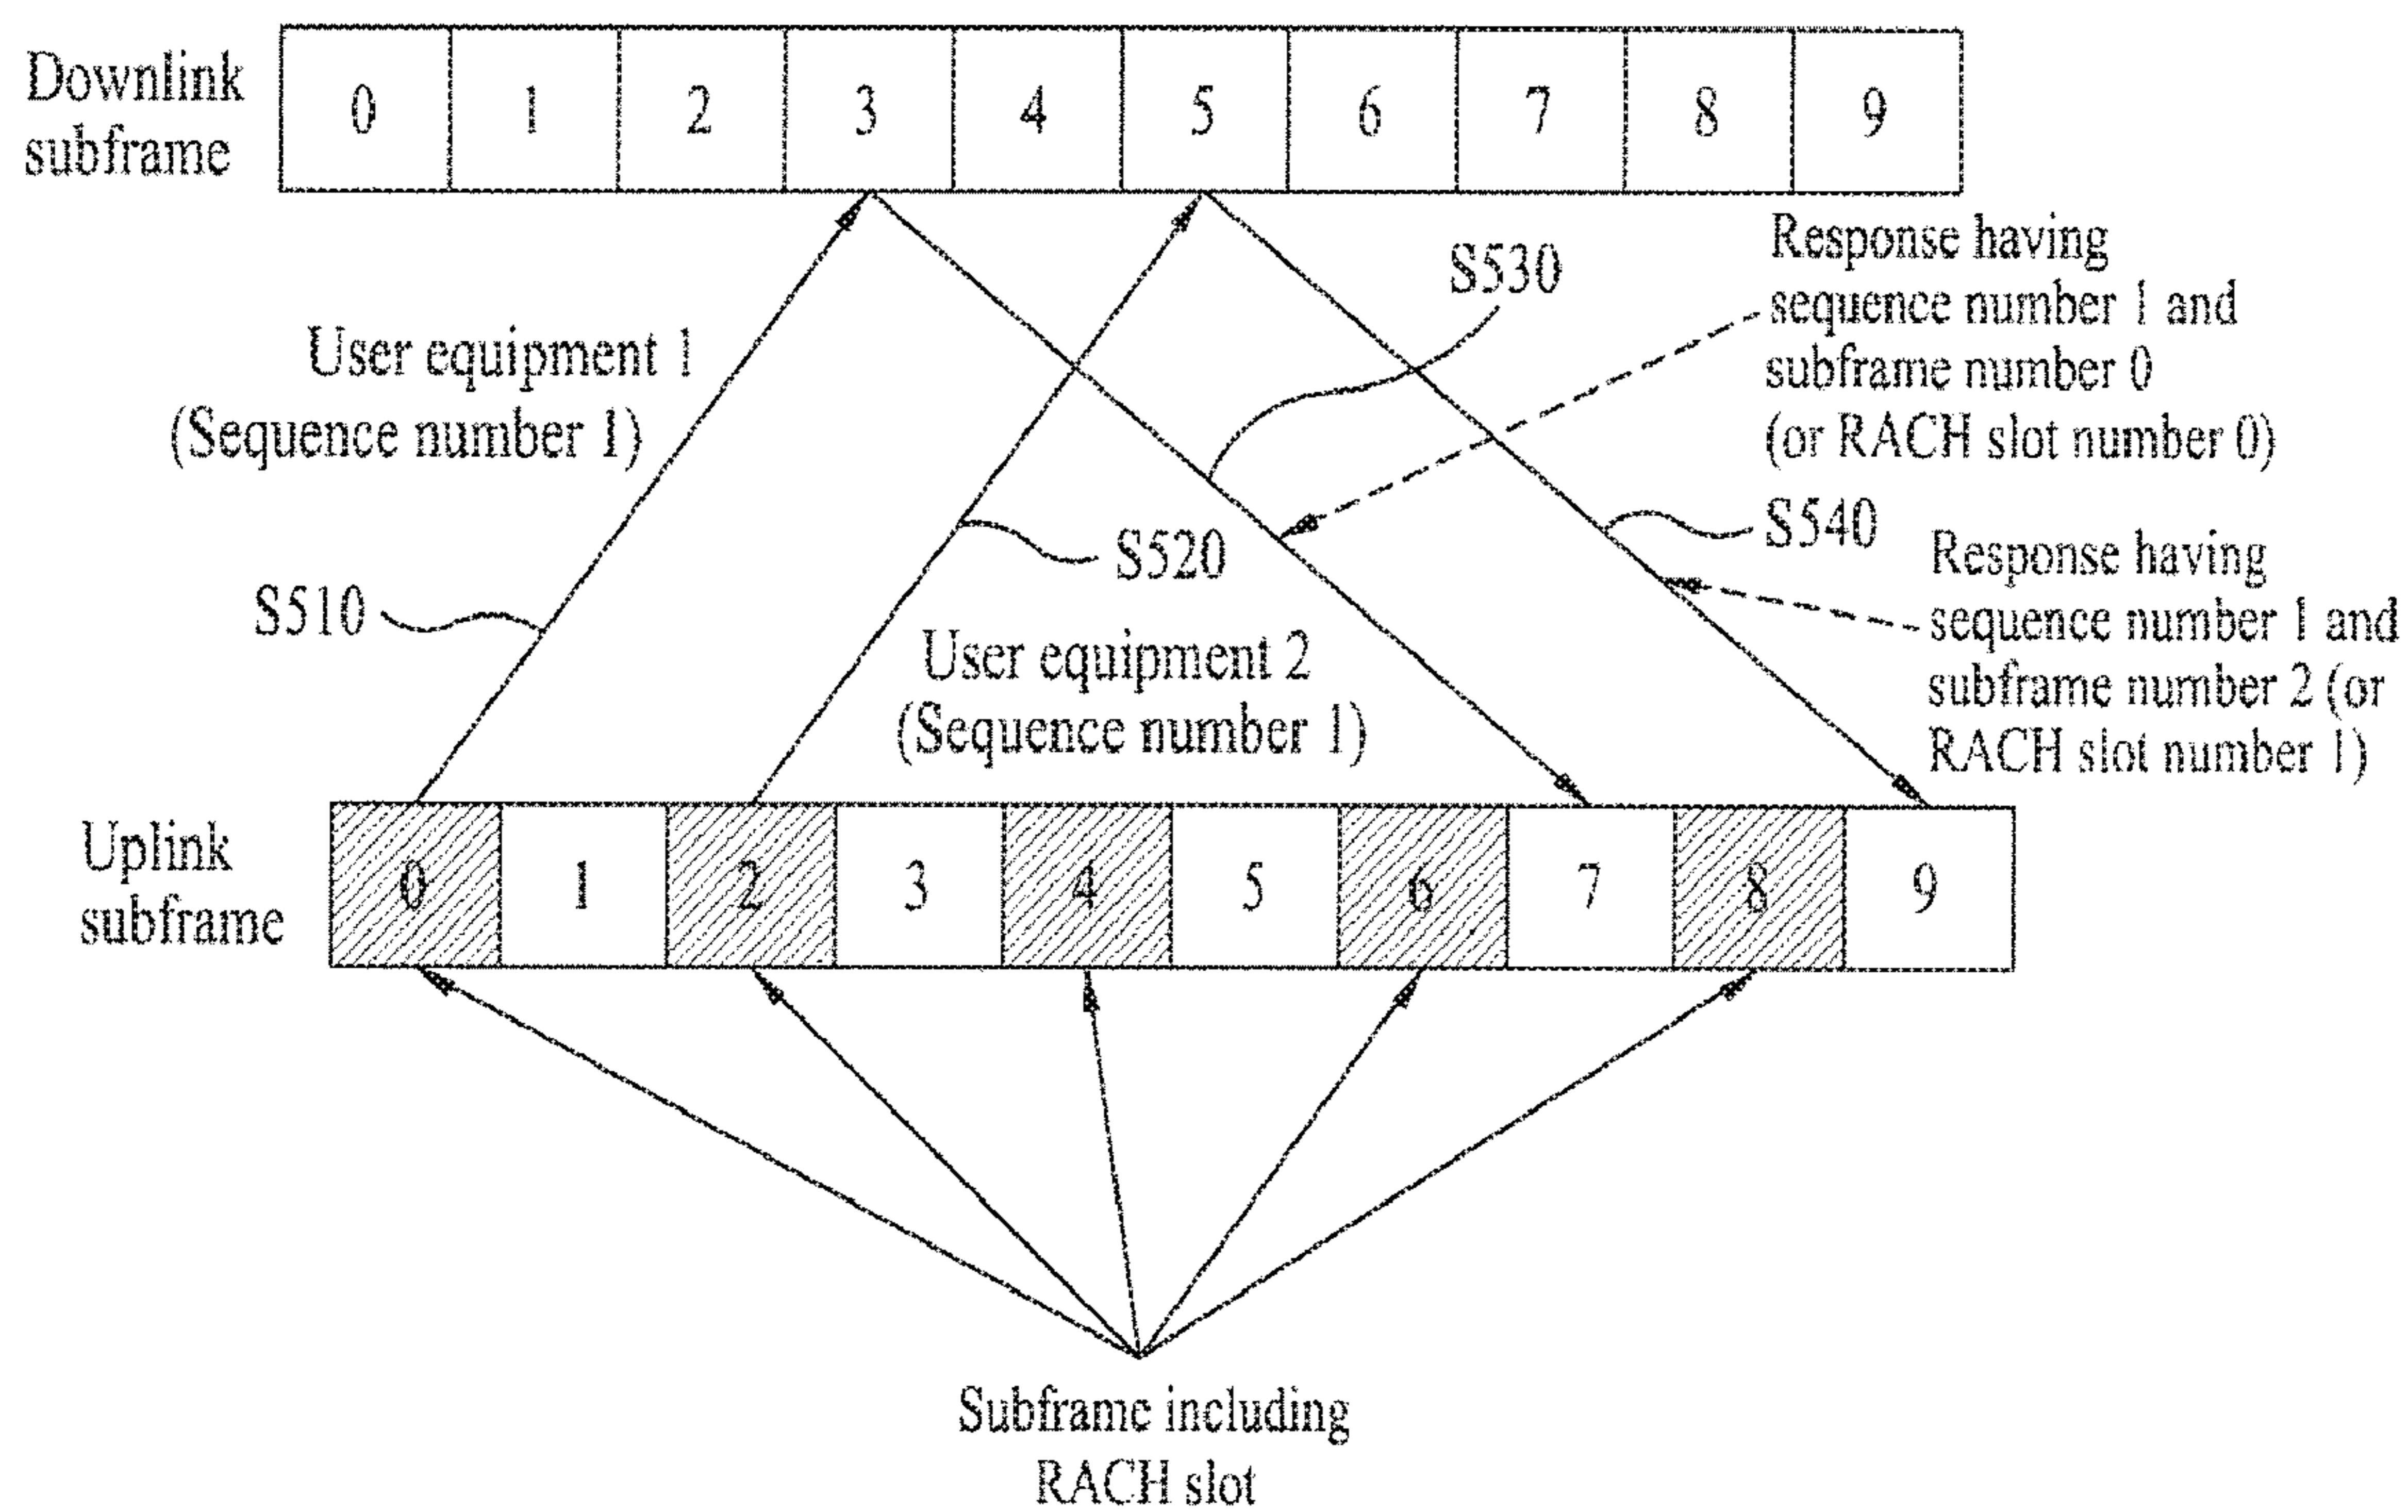 Downlink
subframe
0 1 2 3 4 5 6 7 8 9
Response having
sequence number 1 and
subframe number 0
(or RACH slot number 0)
S530
User equipment 1
(Sequence number 1)
S540
S520
Response having
sequence number 1 and
subframe number 2 (or
RACH slot number 1)
S510
User equipment 2
(Sequence number 1)
Uplink
subframe
0 1 2 3 4 5 6 7 8 9
Subframe including
RACH slot